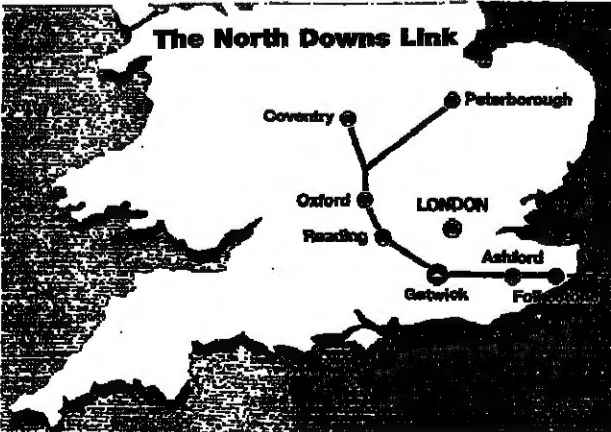 The North Downs Link
Peterborough
Coventry
Oxford
LONDON
Reading
Ashford
Gatwick